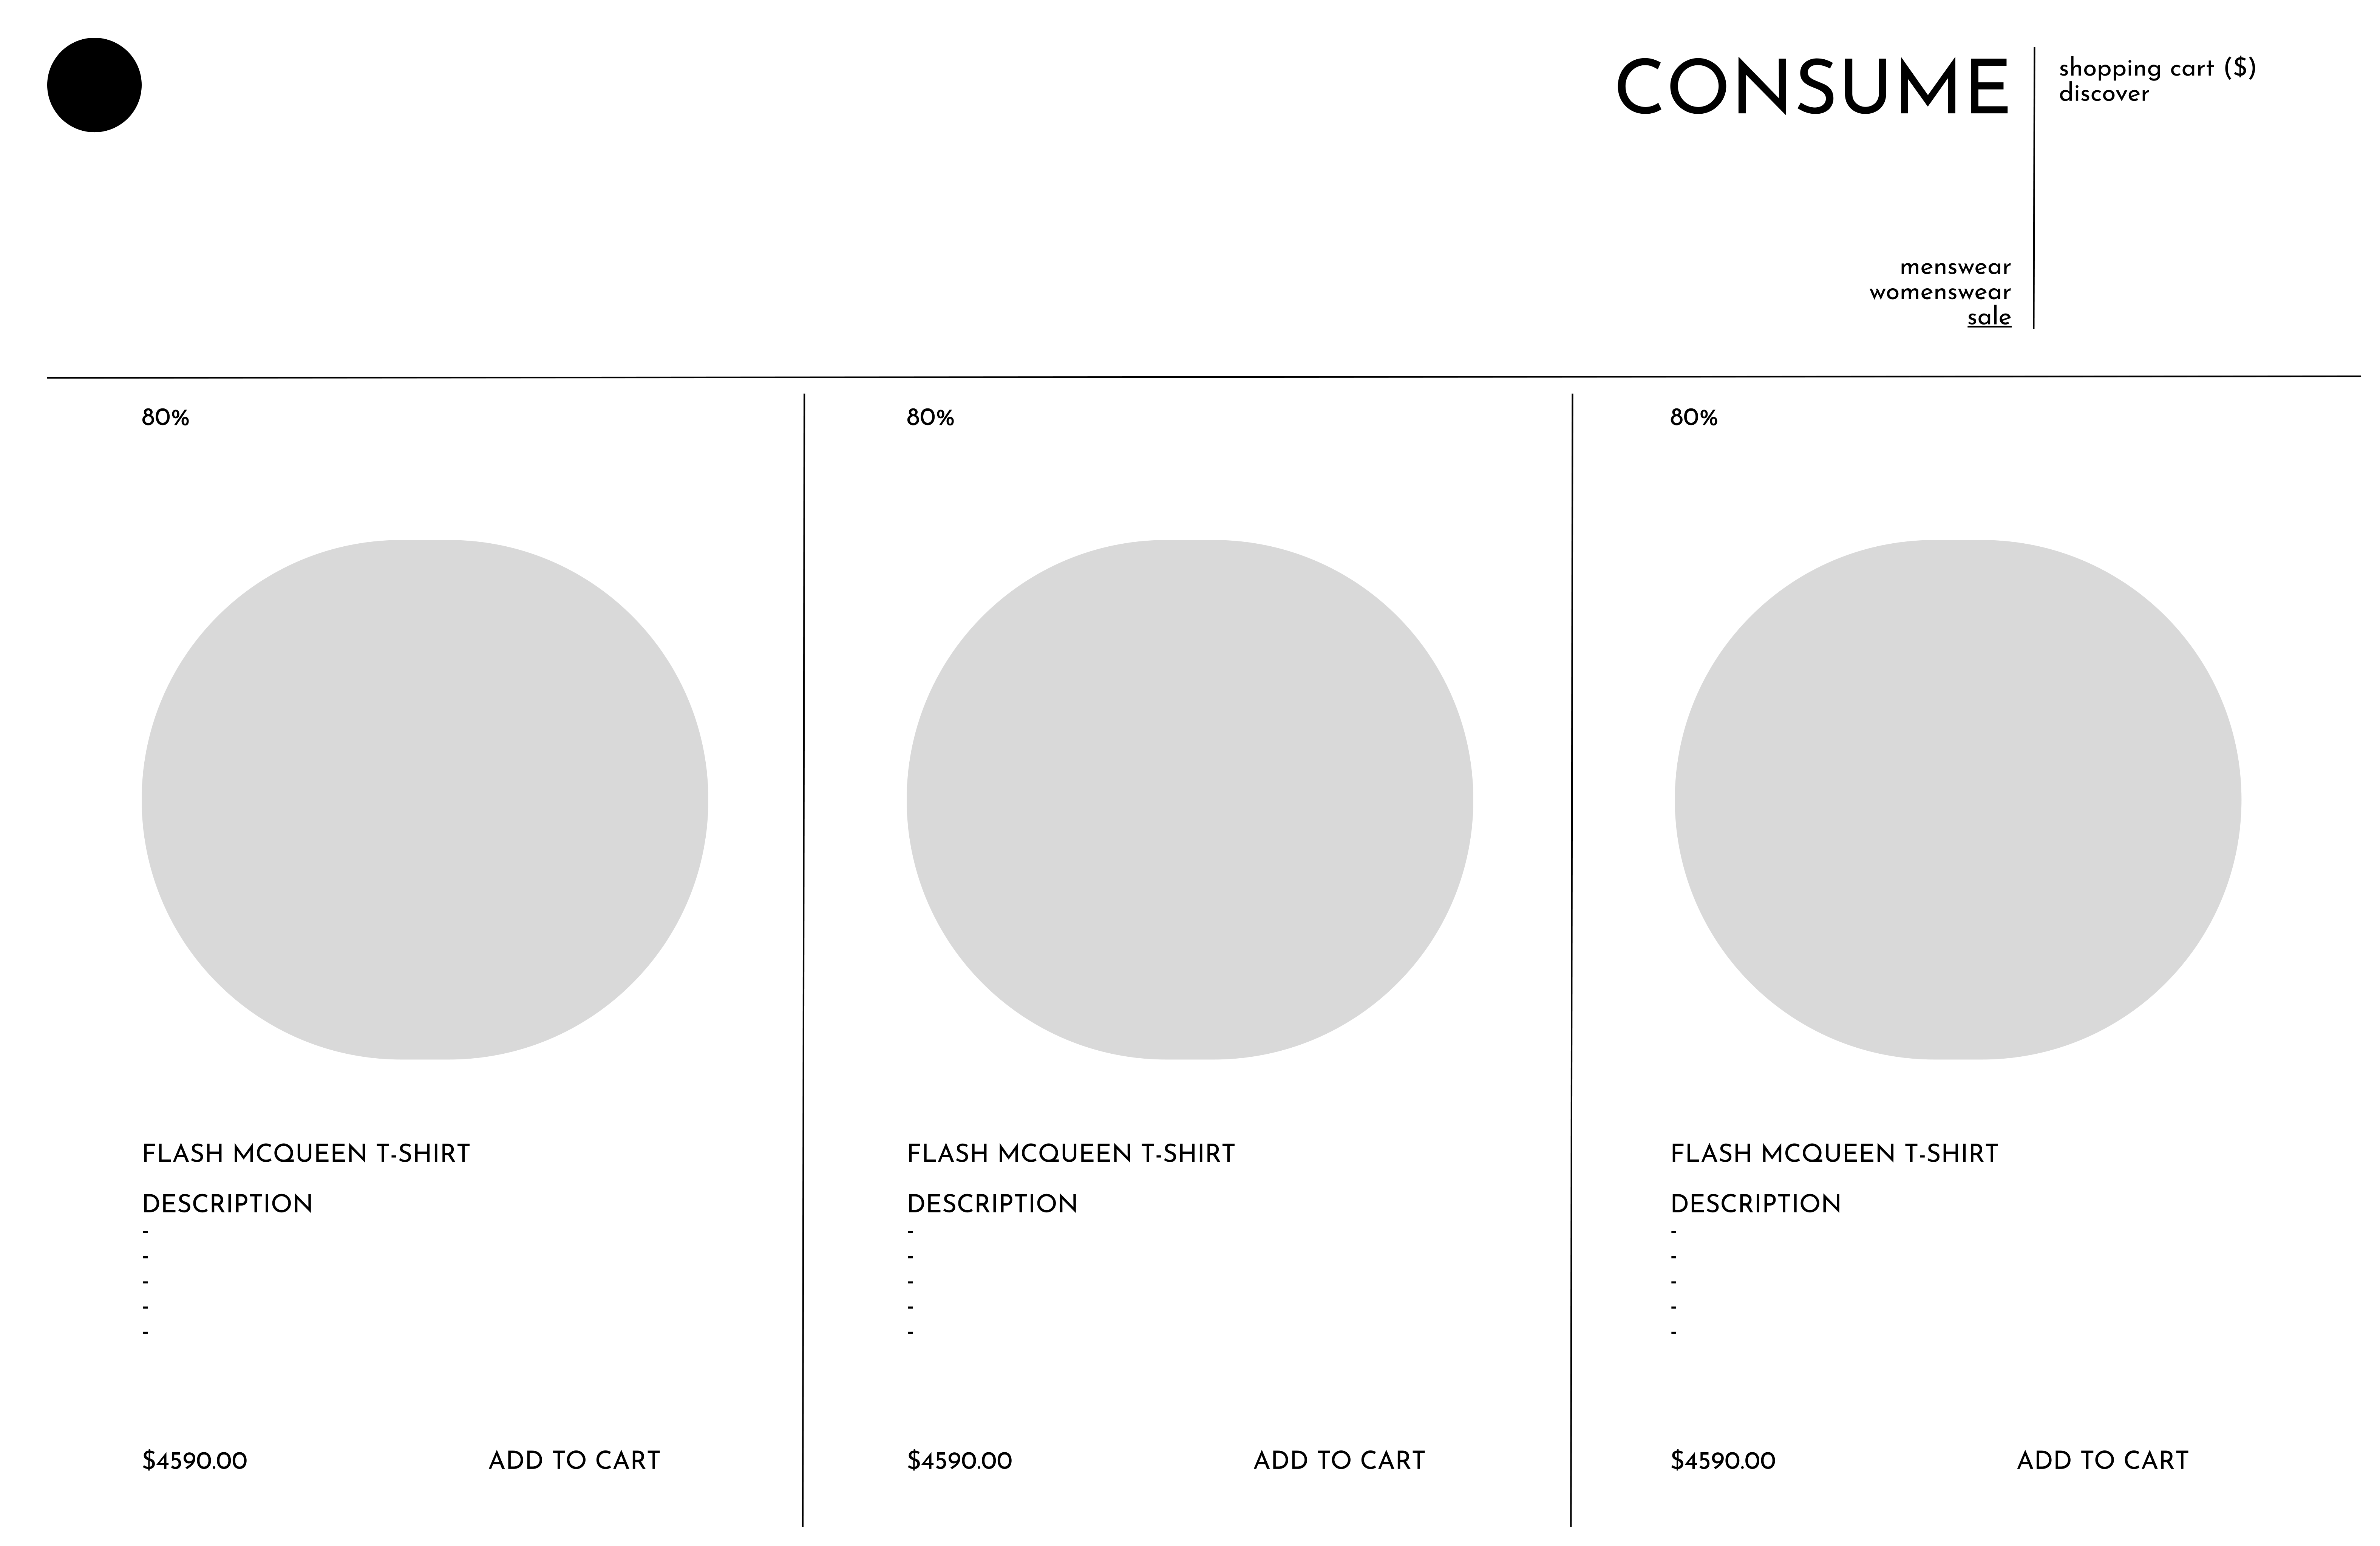 CONSUME
shopping cart ($)
discover
menswear
womenswear
sale
80%
FLASH MCQUEEN T-SHIRT
DESCRIPTION
-
-
-
-
-
$4590.00
ADD TO CART
80%
FLASH MCQUEEN T-SHIRT
DESCRIPTION
-
-
-
-
-
$4590.00
ADD TO CART
80%
FLASH MCQUEEN T-SHIRT
DESCRIPTION
-
-
-
-
-
$4590.00
ADD TO CART